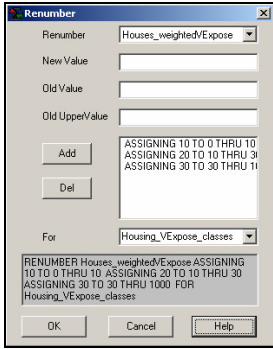 Renumber
Renumber Houses_weightedVExpose
New Value
Old Value
Old UpperValue
Add
Del
ASSIGNING 10 TO 0 THRU 10
ASSIGNING 20 TO 10 THRU 3
ASSIGNING 30 TO 30 THRU 1
For Housing_VExpose_classes
RENUMBER Houses_weightedVExpose ASSIGNING
10 TO 0 THRU 10 ASSIGNING 20 TO 10 THRU 30
ASSIGNING 30 TO 30 THRU 1000 FOR
Housing_VExpose_classes
OK Cancel Help